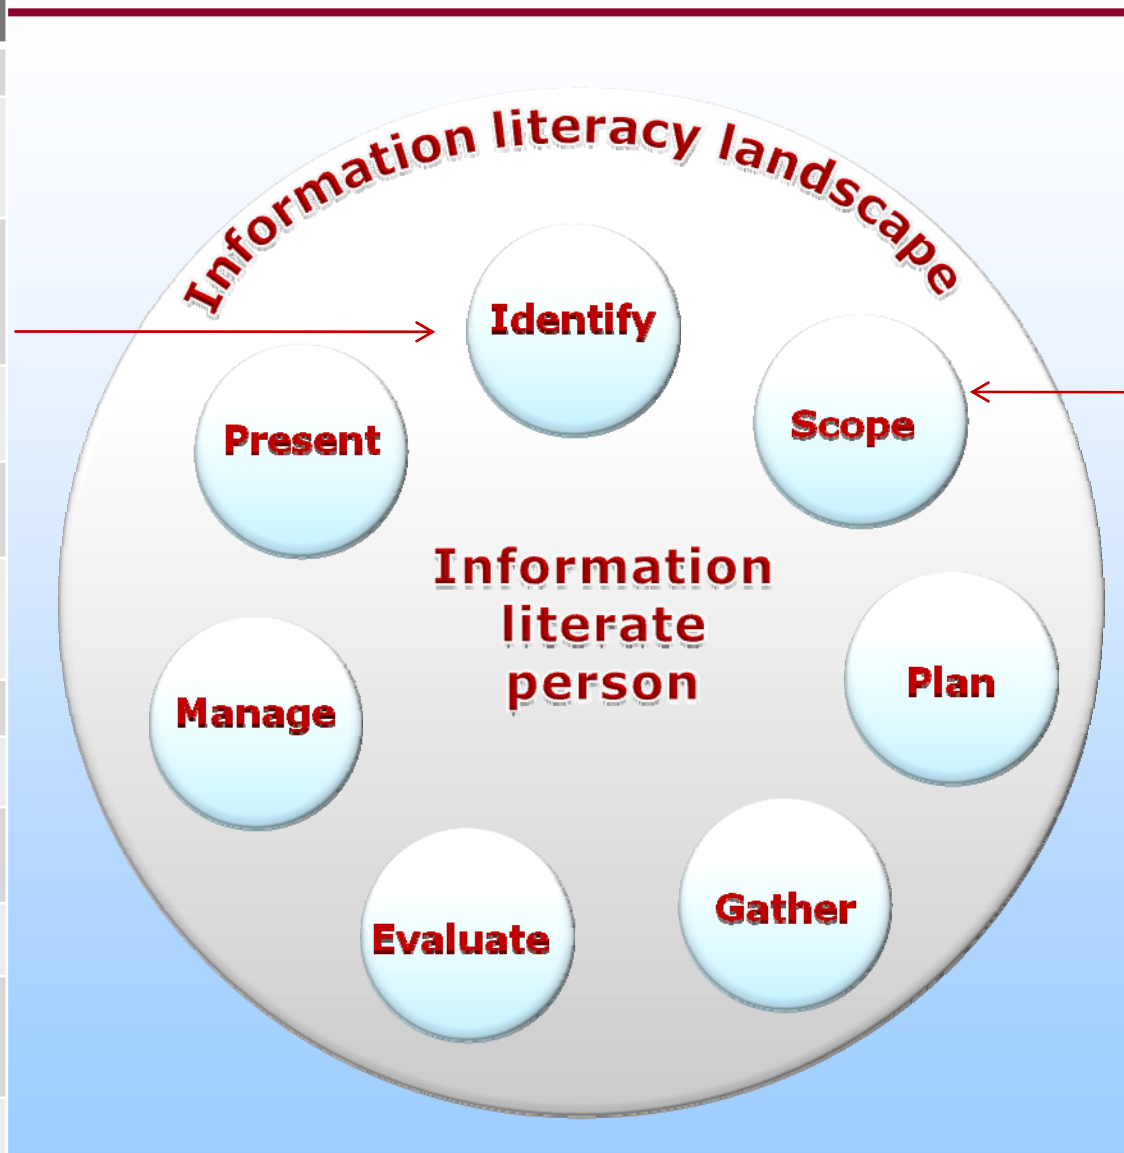 Information literacy landscape
Identify
Scope
Present
Information
literate
person
Plan
Manage
Gather
Evaluate